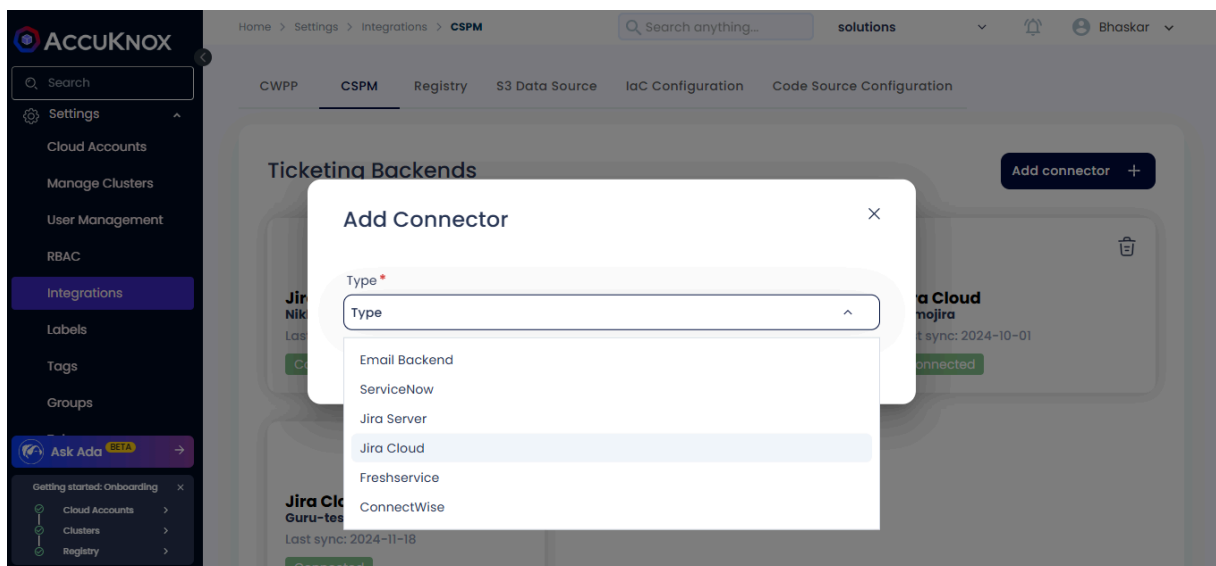 ACCUKNOX
Search
Settings
Cloud Accounts
Manage Clusters
User Management
RBAC
Integrations
Labels
Tags
Groups
Ask Ada BETA
Getting started: Onboarding
Cloud Accounts
Clusters
Registry
Home > Settings > Integrations > CSPM
Search anything...
solutions
Bhaskar
CWPP CSPM Registry S3 Data Source IaC Configuration Code Source Configuration
Ticketing Backends
Add connector +
Add Connector
Type *
Type
Email Backend
ServiceNow
Jira Server
Jira Cloud
Freshservice
ConnectWise
Cloud
sync: 2024-10-01
Jira
Guru-tes
Last sync: 2024-11-18
Connected